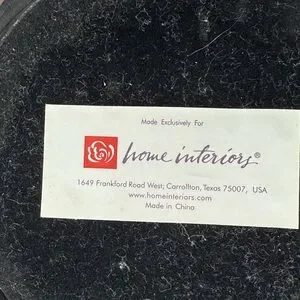 Made Exclusively For
home interiors®
1649 Frankford Road West, Carrollton, Texas 75007, USA
www.homeinteriors.com
Made in China